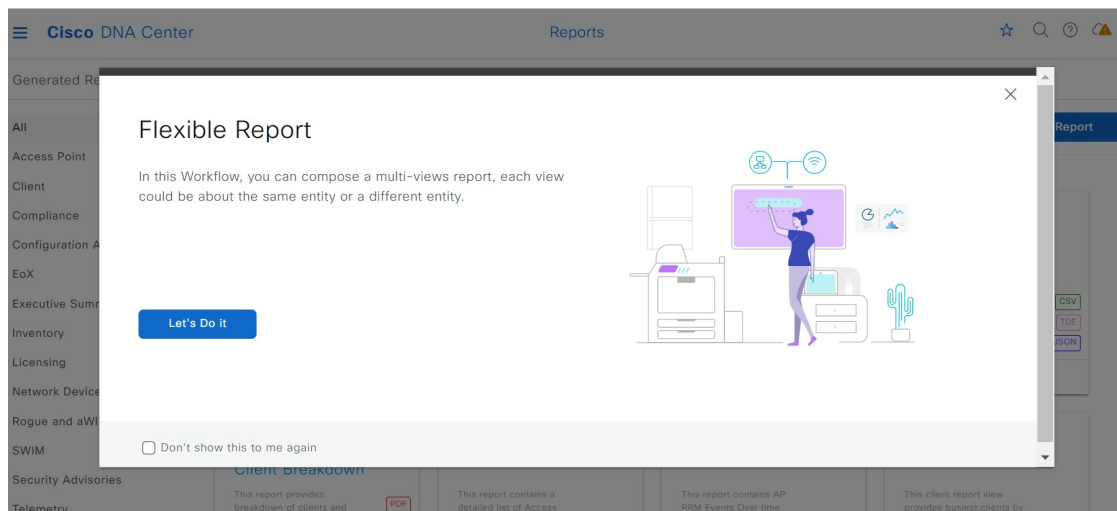 Cisco DNA Center
Reports
Generated Re
Report
All
Access Point
Client
Compliance
Configuration A
EoX
Executive Summ
Inventory
Licensing
Network Device
Rogue and aWI
SWIM
Security Advisories
Telemetry
Flexible Report
In this Workflow, you can compose a multi-views report, each view
could be about the same entity or a different entity.
Let's Do it
Don't show this to me again
CSV
TDE
JSON
Client Breakdown
This report provides
breakdown of clients and
PDF
This report contains a
detailed list of Access
This report contains AP
RRM Events Over time
This client report view
provides busiest clients by